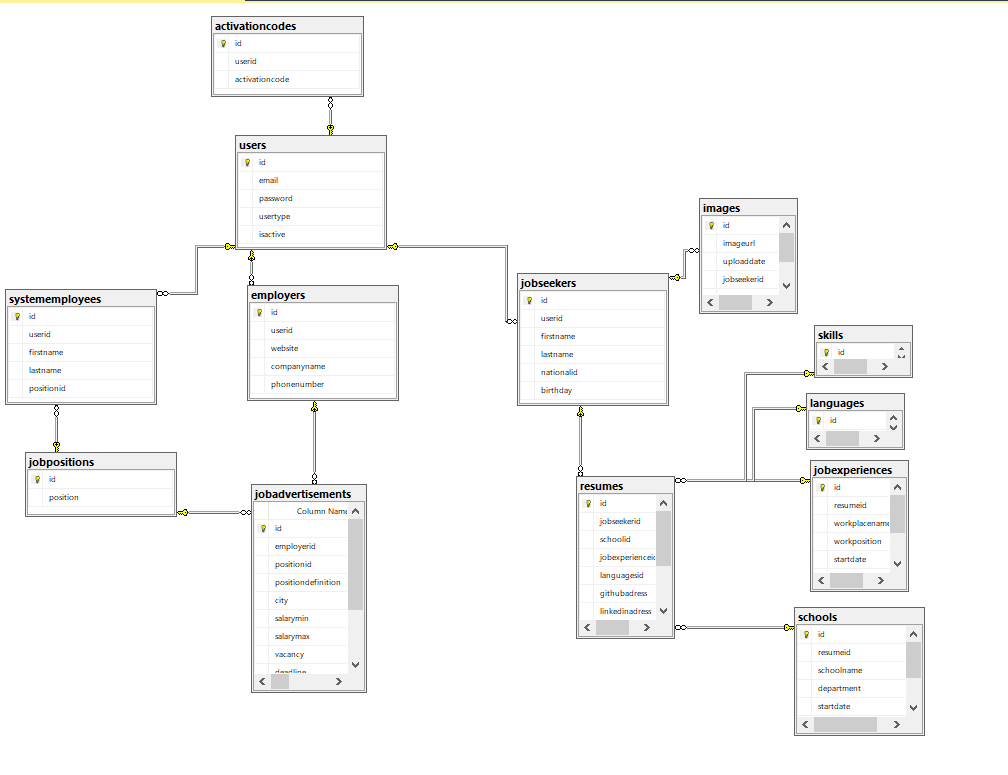 activationcodes
id
userid
activationcode
users
id
email
password
usertype
isactive
images
id
imageurl
uploaddate
jobseekerid
systememployees
id
userid
firstname
lastname
positionid
employers
id
userid
website
companyname
phonenumber
jobseekers
id
userid
firstname
lastname
nationalid
birthday
skills
id
languages
id
jobpositions
id
position
jobadvertisements
Column Name
id
employerid
positionid
positiondefinition
city
salarymin
salarymax
vacancy
deadline
resumes
id
jobseekerid
schoolid
jobexperienceid
languagesid
githubadress
linkedinadress
jobexperiences
id
resumeid
workplacename
workposition
startdate
schools
id
resumeid
schoolname
department
startdate